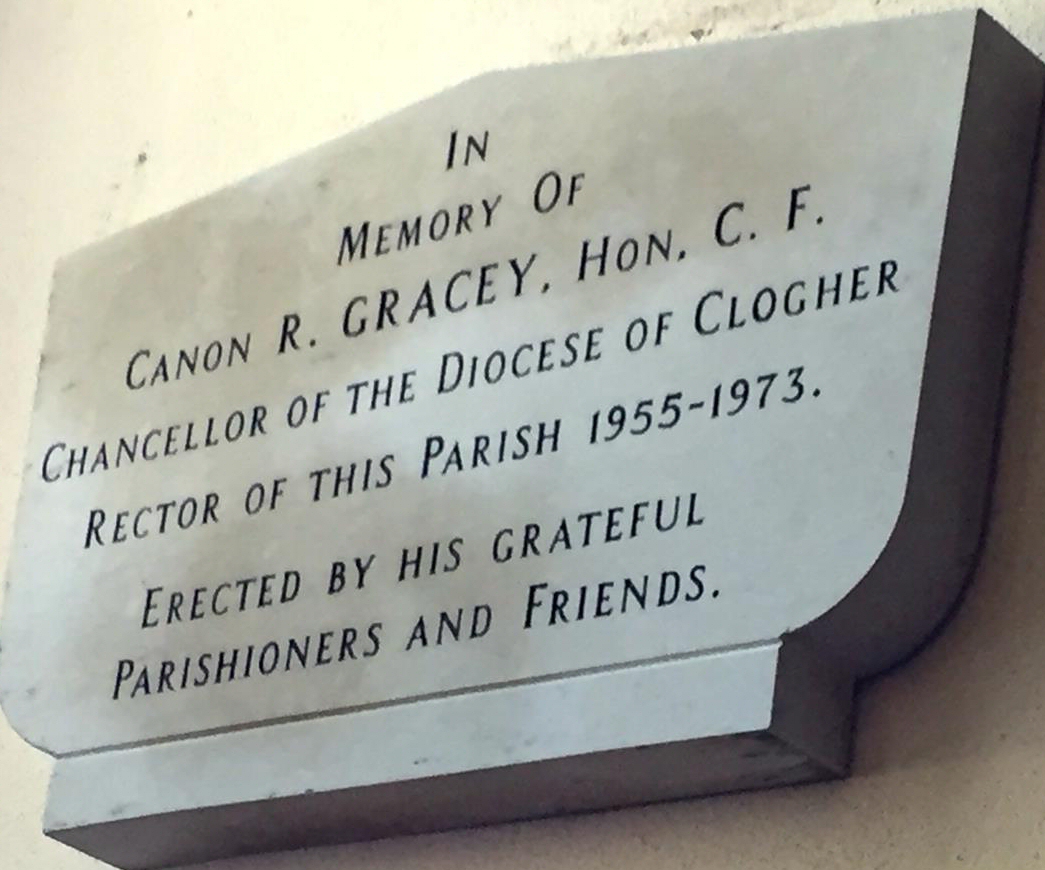 In
Memory Of
Canon R. GRACEY, Hon. C. F.
Chancellor of the Diocese of Clogher
Rector of this Parish 1955-1973.
Erected by his grateful
Parishioners and Friends.